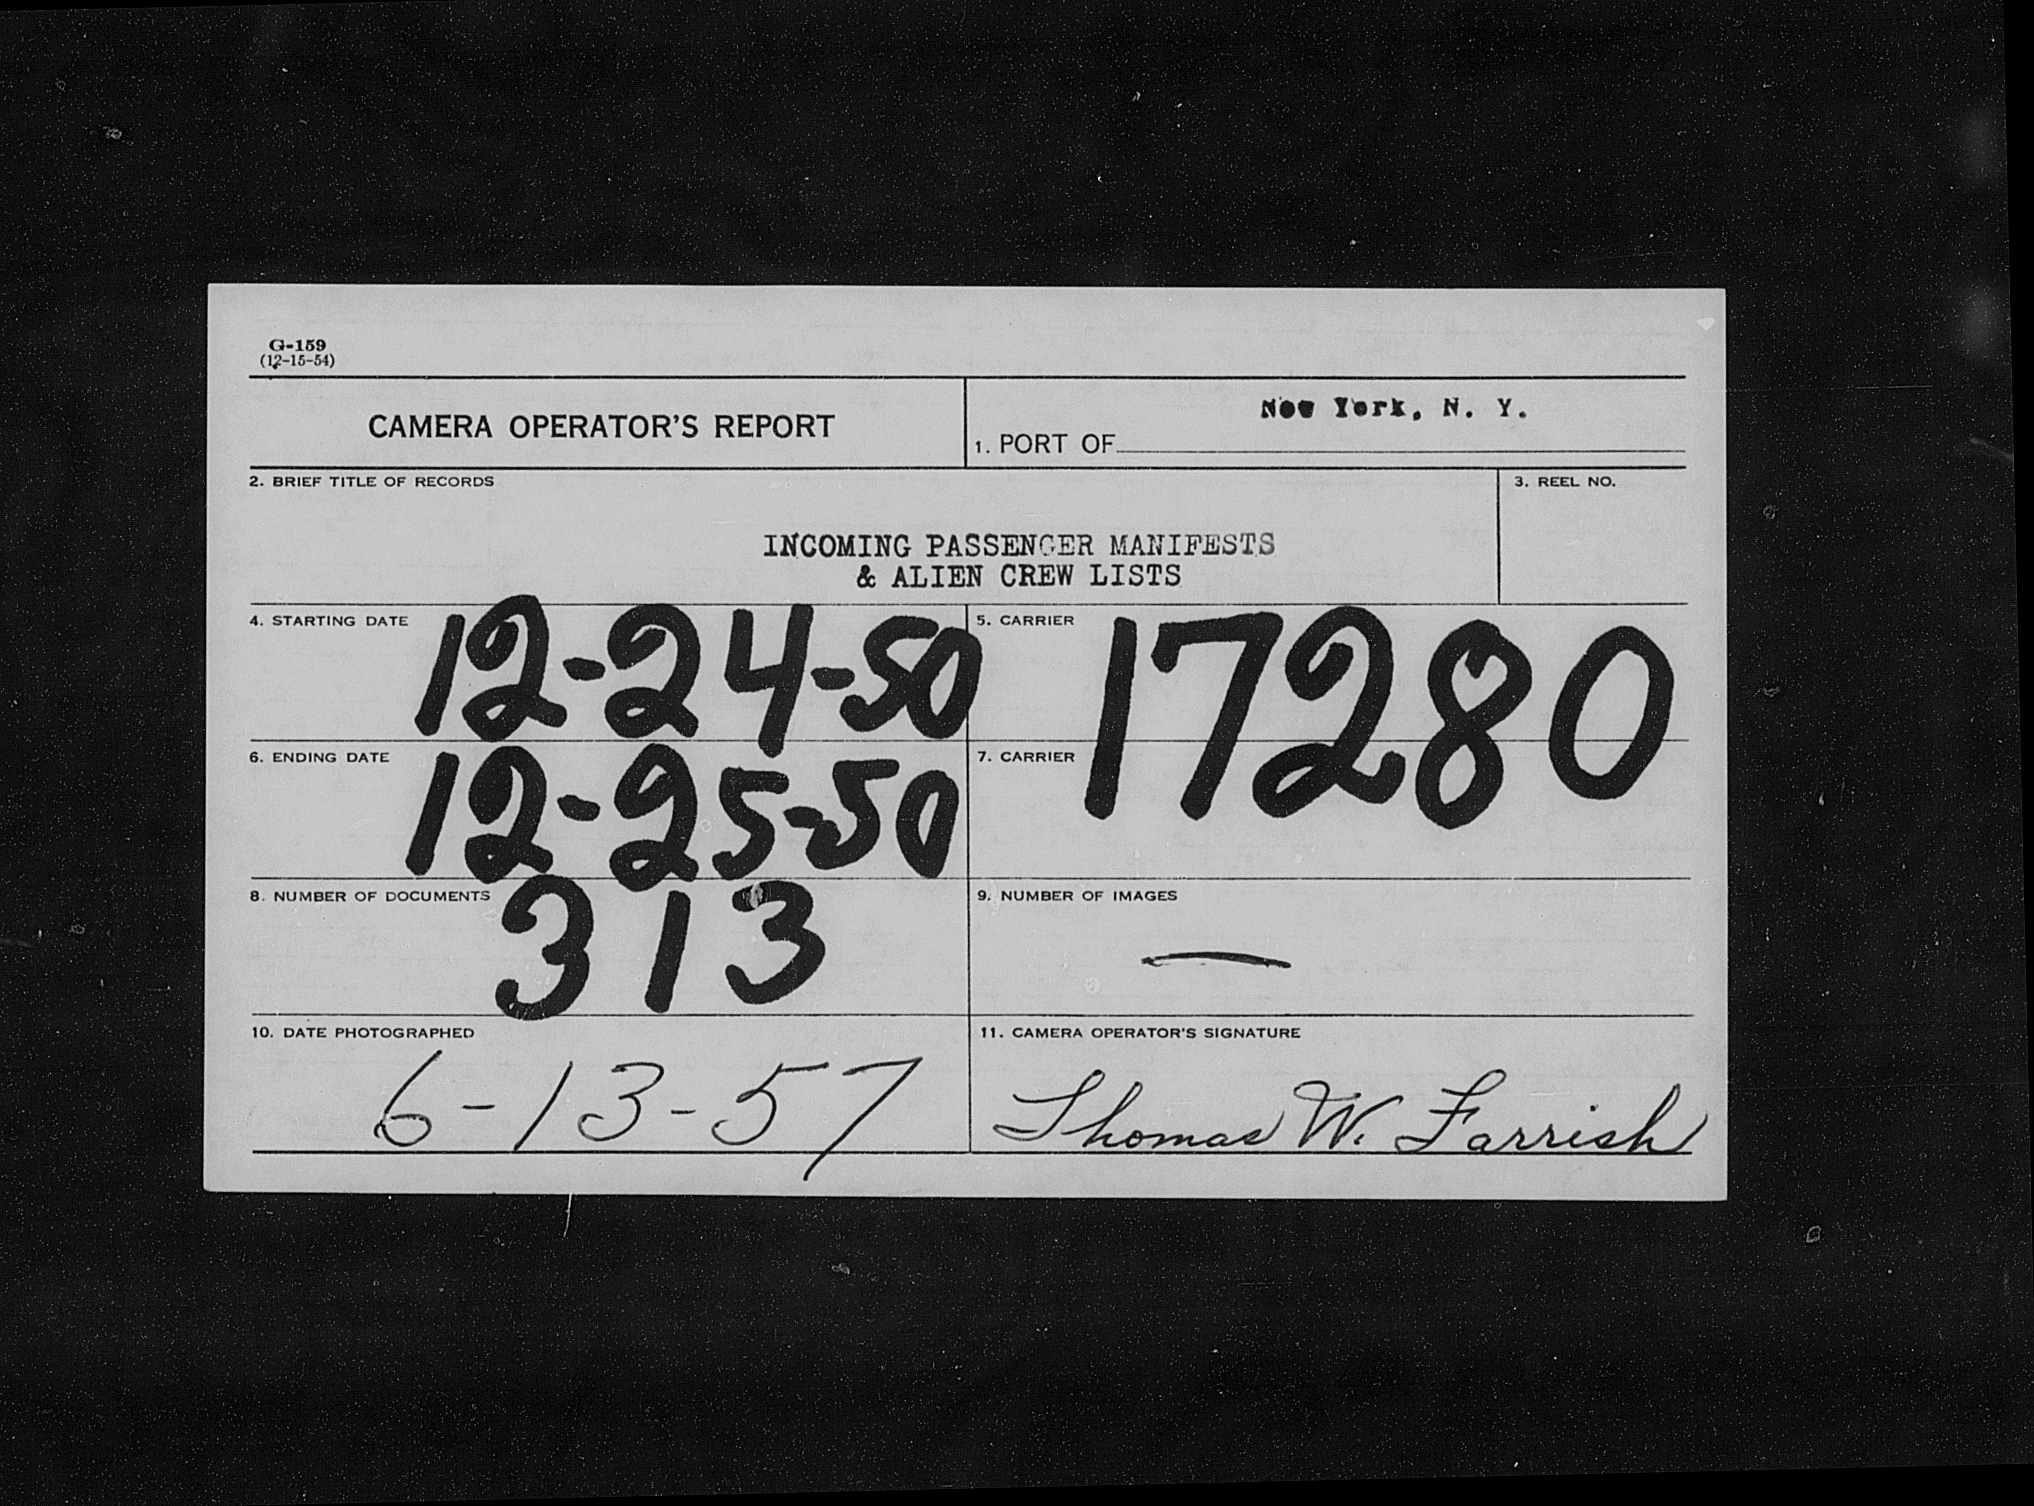 G-159
(12-15-54)
CAMERA OPERATOR'S REPORT
New York, N. Y.
1. PORT OF
2. BRIEF TITLE OF RECORDS
3. REEL NO.
INCOMING PASSENGER MANIFESTS
& ALIEN CREW LISTS
4. STARTING DATE 12-24-50
5. CARRIER 17280
6. ENDING DATE 12-25-50
7. CARRIER
8. NUMBER OF DOCUMENTS 313
9. NUMBER OF IMAGES —
10. DATE PHOTOGRAPHED
6-13-57
11. CAMERA OPERATOR'S SIGNATURE
Thomas W. Farrish